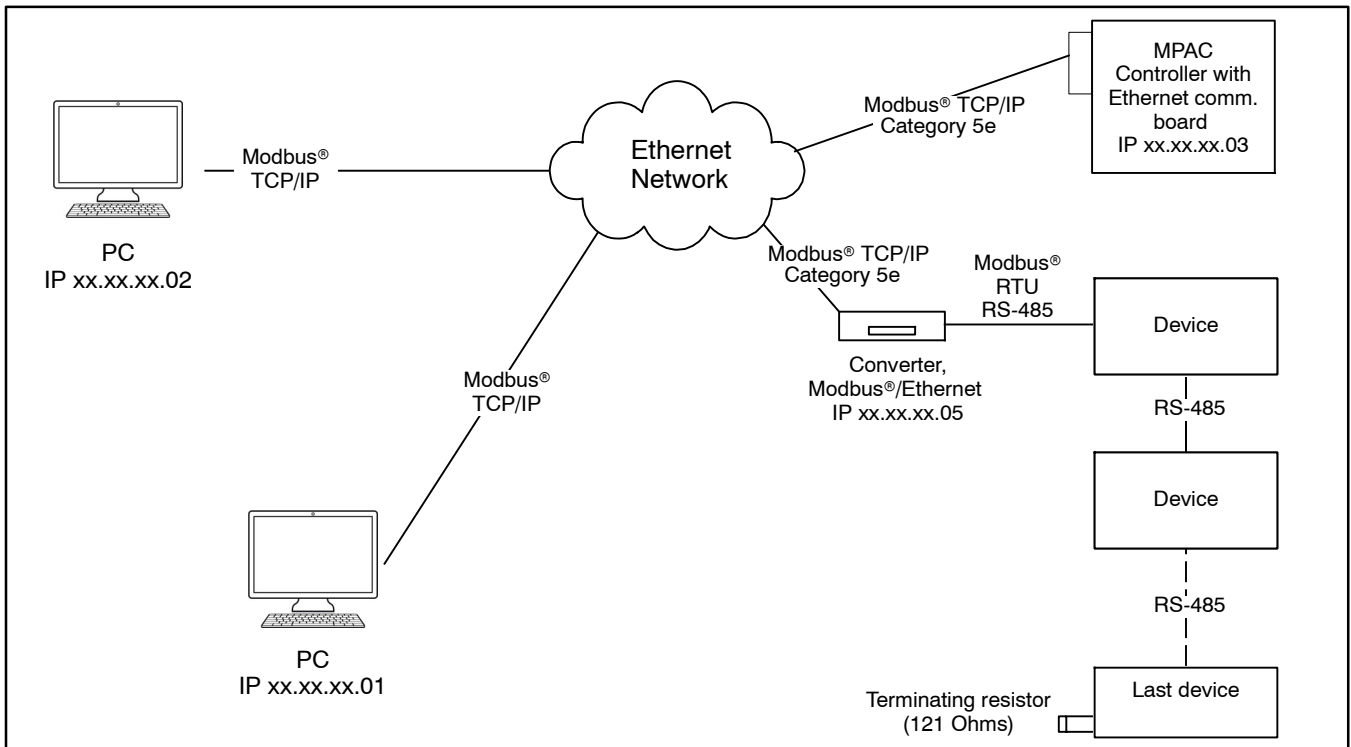 MPAC
Controller with
Ethernet comm.
board
IP xx.xx.xx.03
Modbus® TCP/IP
Category 5e
Ethernet
Network
Modbus®
TCP/IP
PC
IP xx.xx.xx.02
Modbus® TCP/IP
Category 5e
Modbus®
RTU
RS-485
Device
Converter,
Modbus®/Ethernet
IP xx.xx.xx.05
Modbus®
TCP/IP
RS-485
Device
RS-485
PC
IP xx.xx.xx.01
Terminating resistor
(121 Ohms)
Last device